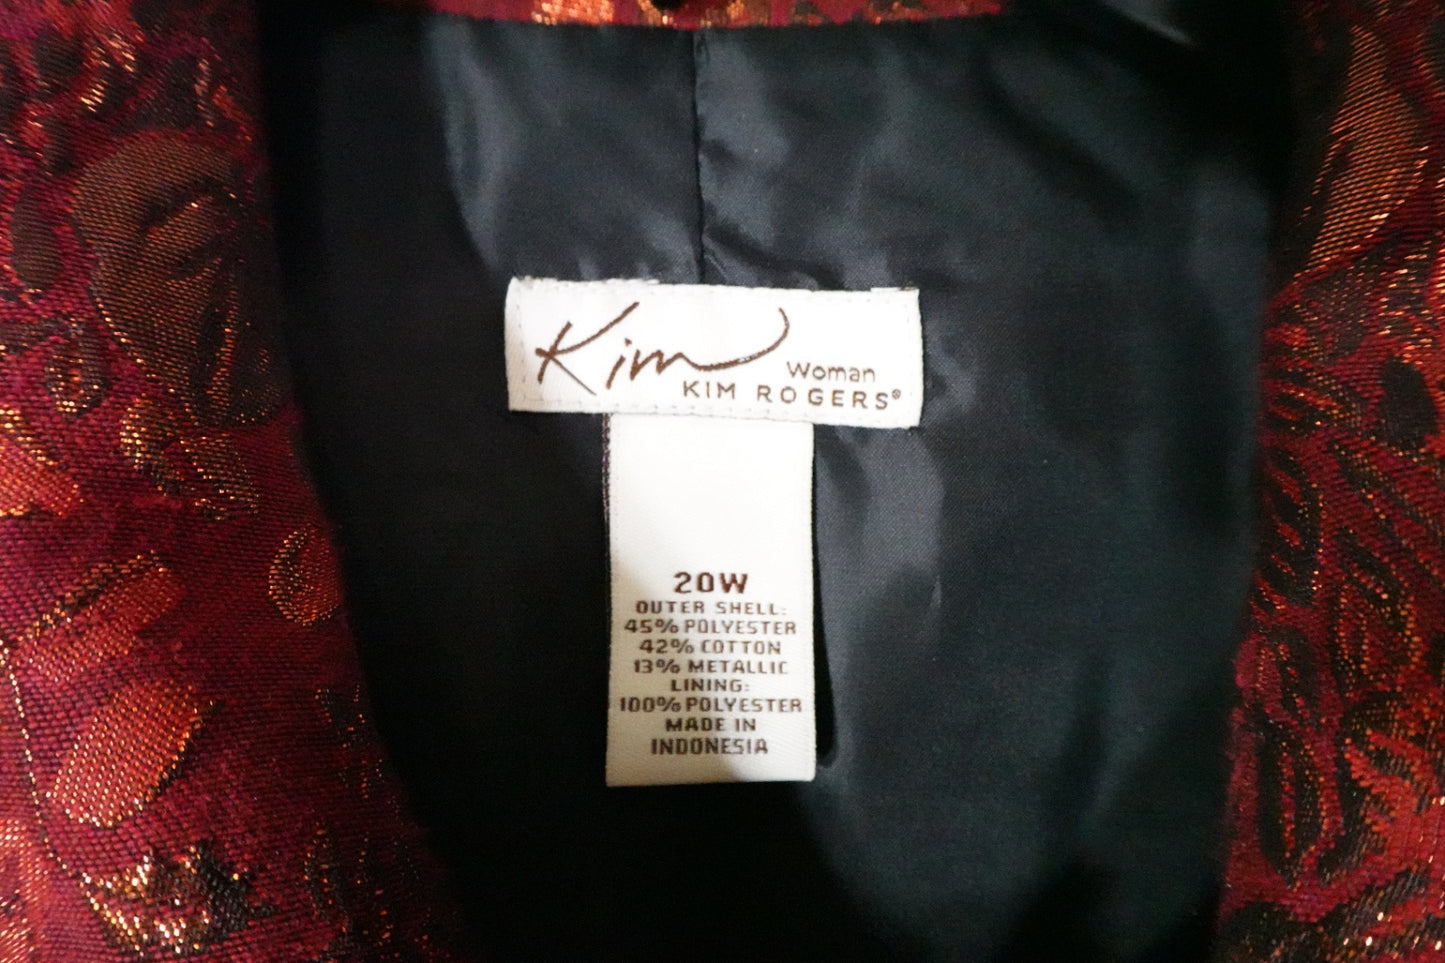 Kim
Woman
KIM ROGERS®
20W
OUTER SHELL:
45% POLYESTER
42% COTTON
13% METALLIC
LINING:
100% POLYESTER
MADE IN
INDONESIA